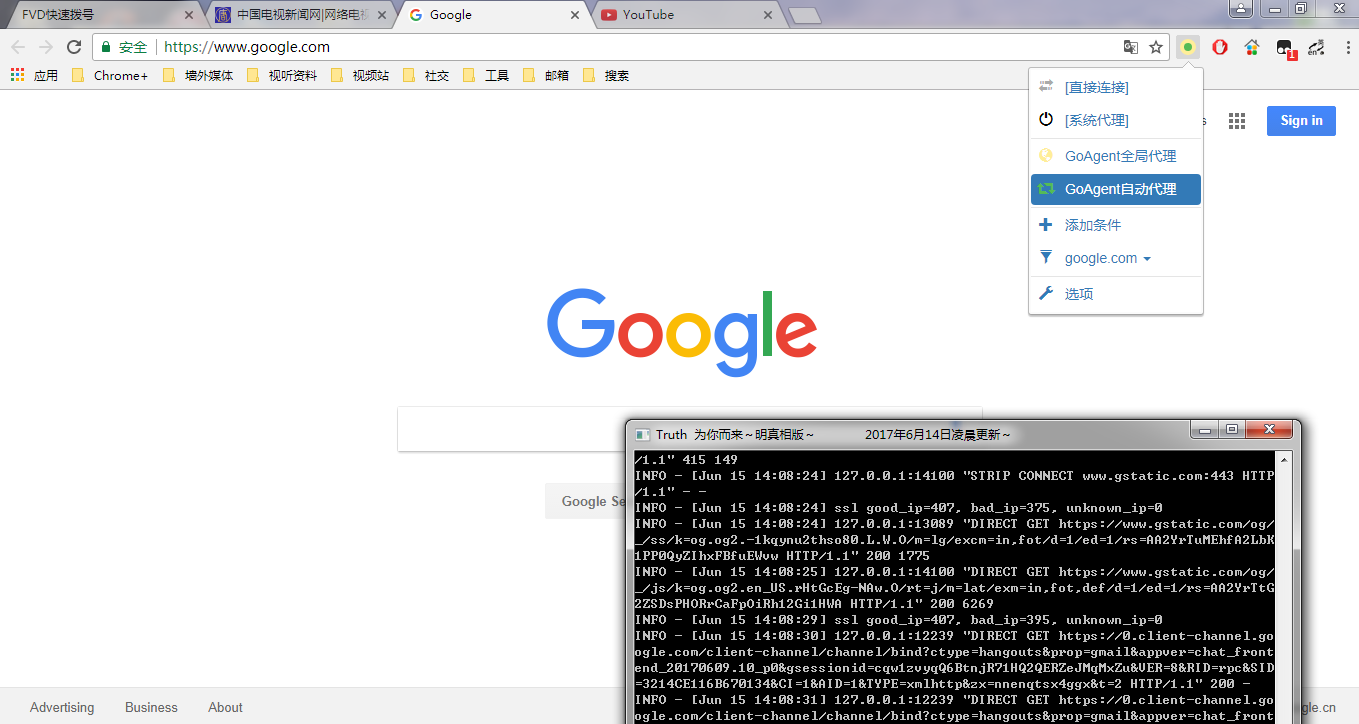 FVD快速拨号
中国电视新闻网|网络电视
Google
YouTube
安全
https://www.google.com
应用
Chrome+
墙外媒体
视听资料
视频站
社交
工具
邮箱
搜索
1
en
英
[直接连接]
[系统代理]
GoAgent全局代理
GoAgent自动代理
添加条件
google.com
选项
Sign in
Google
Google Se
Truth 为你而来～明真相版～ 2017年6月14日凌晨更新～
/1.1" 415 149
INFO - [Jun 15 14:08:24] 127.0.0.1:14100 "STRIP CONNECT www.gstatic.com:443 HTTP
/1.1" - -
INFO - [Jun 15 14:08:24] ssl good_ip=407, bad_ip=375, unknown_ip=0
INFO - [Jun 15 14:08:24] 127.0.0.1:13089 "DIRECT GET https://www.gstatic.com/og/
_/ss/k=og.og2.-1kqynu2thso80.L.W.O/m=lg/excm=in,fot/d=1/ed=1/rs=AA2YrTuMEhfA2LbK
1PP0QyZIhxFBfuEWvw HTTP/1.1" 200 1775
INFO - [Jun 15 14:08:25] 127.0.0.1:14100 "DIRECT GET https://www.gstatic.com/og/
_/js/k=og.og2.en_US.rHtGcEg-NAw.O/rt=j/m=lat/exm=in,fot,def/d=1/ed=1/rs=AA2YrTtG
2ZSDsPHORrCaFpOiRh12Gi1HWA HTTP/1.1" 200 6269
INFO - [Jun 15 14:08:29] ssl good_ip=407, bad_ip=395, unknown_ip=0
INFO - [Jun 15 14:08:30] 127.0.0.1:12239 "DIRECT GET https://0.client-channel.go
ogle.com/client-channel/channel/bind?ctype=hangouts&prop=gmail&appver=chat_front
end_20170609.10_p0&gsessionid=cqw1zvyqQ6BtnjR71HQ2QERZeJMqMxZu&VER=8&RID=rpc&SID
=3214CE116B670134&CI=1&AID=1&TYPE=xmlhttp&zx=nnenqtsx4ggx&t=2 HTTP/1.1" 200 -
INFO - [Jun 15 14:08:31] 127.0.0.1:12239 "DIRECT GET https://0.client-channel.go
ogle.com/client-channel/channel/bind?ctype=hangouts&prop=gmail&appver=chat_front
Advertising
Business
About
gle.cn